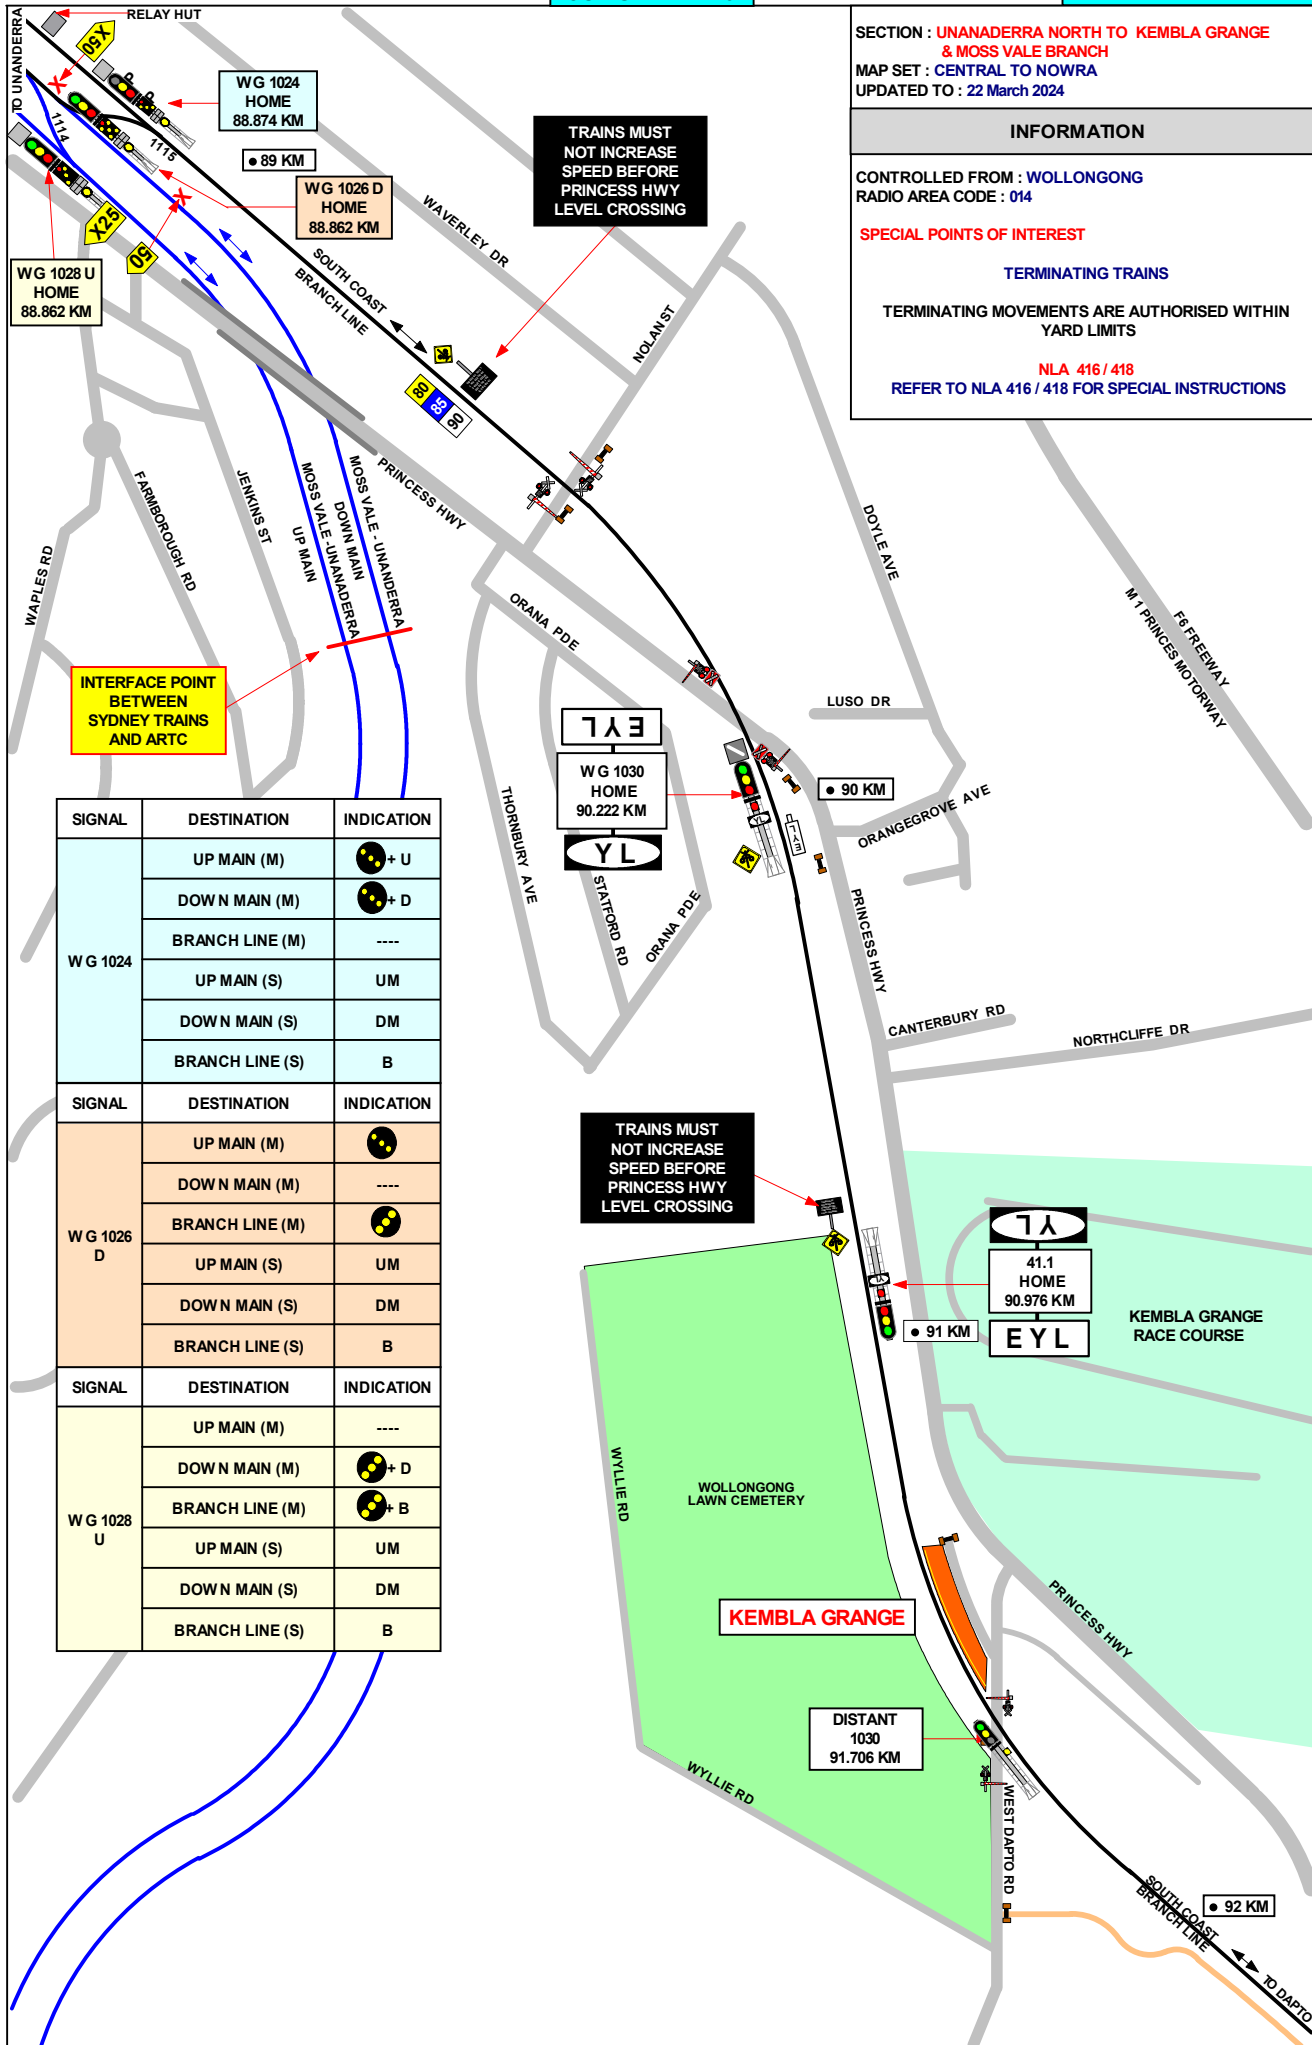 RELAY HUT
TO UNANDERRA
X50
WG 1024
HOME
88.874 KM
1114
1115
89 KM
WG 1026 D
HOME
88.862 KM
X25
50
WG 1028 U
HOME
88.862 KM
TRAINS MUST
NOT INCREASE
SPEED BEFORE
PRINCESS HWY
LEVEL CROSSING
SECTION : UNANADERRA NORTH TO KEMBLA GRANGE
& MOSS VALE BRANCH
MAP SET : CENTRAL TO NOWRA
UPDATED TO : 22 March 2024
INFORMATION
CONTROLLED FROM : WOLLONGONG
RADIO AREA CODE : 014
SPECIAL POINTS OF INTEREST
TERMINATING TRAINS
TERMINATING MOVEMENTS ARE AUTHORISED WITHIN
YARD LIMITS
NLA 416 / 418
REFER TO NLA 416 / 418 FOR SPECIAL INSTRUCTIONS
WAVERLEY DR
SOUTH COAST
BRANCH LINE
NOLAN ST
80
85
90
PRINCESS HWY
WAPLES RD
FARMBOROUGH RD
JENKINS ST
MOSS VALE - UNANDERRA
DOWN MAIN
MOSS VALE -UNANADERRA
UP MAIN
DOYLE AVE
F6 FREEWAY
M 1 PRINCES MOTORWAY
ORANA PDE
INTERFACE POINT
BETWEEN
SYDNEY TRAINS
AND ARTC
LUSO DR
EYL
WG 1030
HOME
90.222 KM
YL
YL
EYL
90 KM
ORANGEGROVE AVE
THORNBURY AVE
STATFORD RD
ORANA PDE
PRINCESS HWY
CANTERBURY RD
NORTHCLIFFE DR
SIGNAL DESTINATION INDICATION
WG 1024
UP MAIN (M) + U
DOWN MAIN (M) + D
BRANCH LINE (M) ----
UP MAIN (S) UM
DOWN MAIN (S) DM
BRANCH LINE (S) B
SIGNAL DESTINATION INDICATION
WG 1026
D
UP MAIN (M)
DOWN MAIN (M) ----
BRANCH LINE (M)
UP MAIN (S) UM
DOWN MAIN (S) DM
BRANCH LINE (S) B
SIGNAL DESTINATION INDICATION
WG 1028
U
UP MAIN (M) ----
DOWN MAIN (M) + D
BRANCH LINE (M) + B
UP MAIN (S) UM
DOWN MAIN (S) DM
BRANCH LINE (S) B
TRAINS MUST
NOT INCREASE
SPEED BEFORE
PRINCESS HWY
LEVEL CROSSING
YL
41.1
HOME
90.976 KM
EYL
91 KM
KEMBLA GRANGE
RACE COURSE
WYLLIE RD
WOLLONGONG
LAWN CEMETERY
KEMBLA GRANGE
PRINCESS HWY
DISTANT
1030
91.706 KM
WYLLIE RD
WEST DAPTO RD
SOUTH COAST
BRANCH LINE
92 KM
TO DAPTO